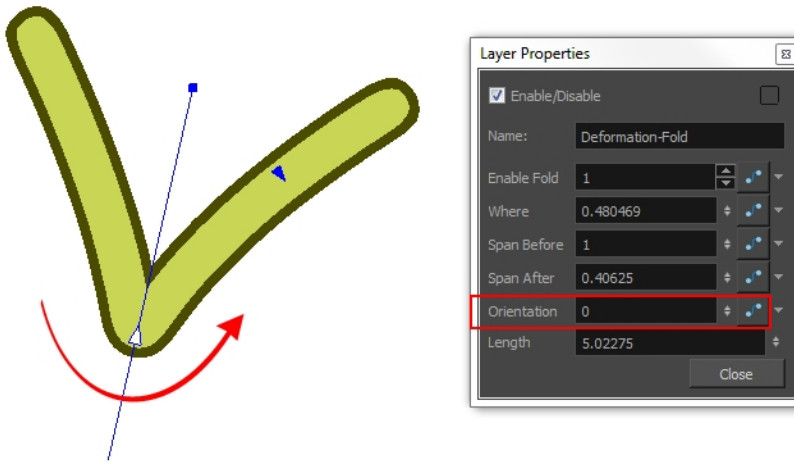 Layer Properties
Enable/Disable
Name: Deformation-Fold
Enable Fold 1
Where 0.480469
Span Before 1
Span After 0.40625
Orientation 0
Length 5.02275
Close